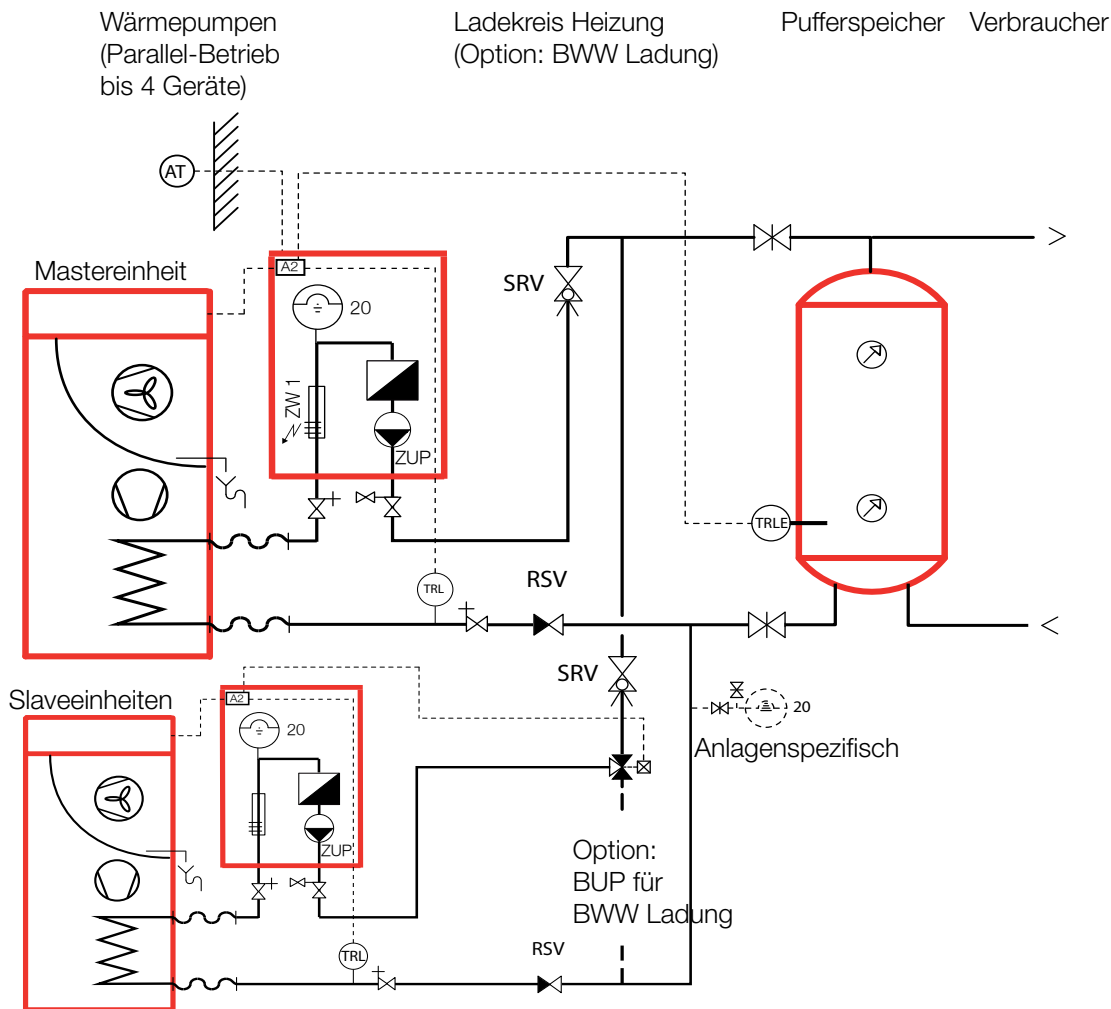 Wärmepumpen
(Parallel-Betrieb
bis 4 Geräte)
Ladekreis Heizung
(Option: BWW Ladung)
Pufferspeicher
Verbraucher
AT
Mastereinheit
A2
20
ZW 1
ZUP
SRV
TRLE
TRL
RSV
Slaveeinheiten
A2
20
ZUP
SRV
20
Anlagenspezifisch
Option:
BUP für
BWW Ladung
TRL
RSV